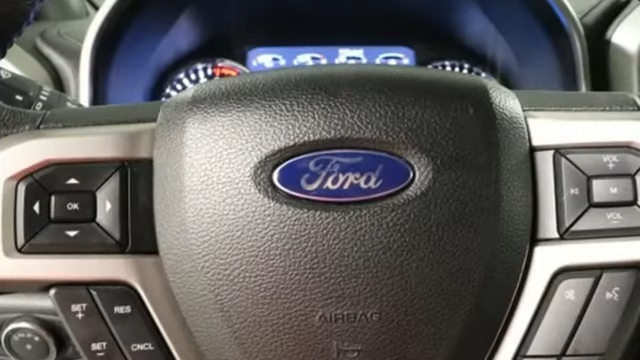 Ford
OK
VOL +
M
VOL
SET +
RES
SET −
CNCL
AIRBAG